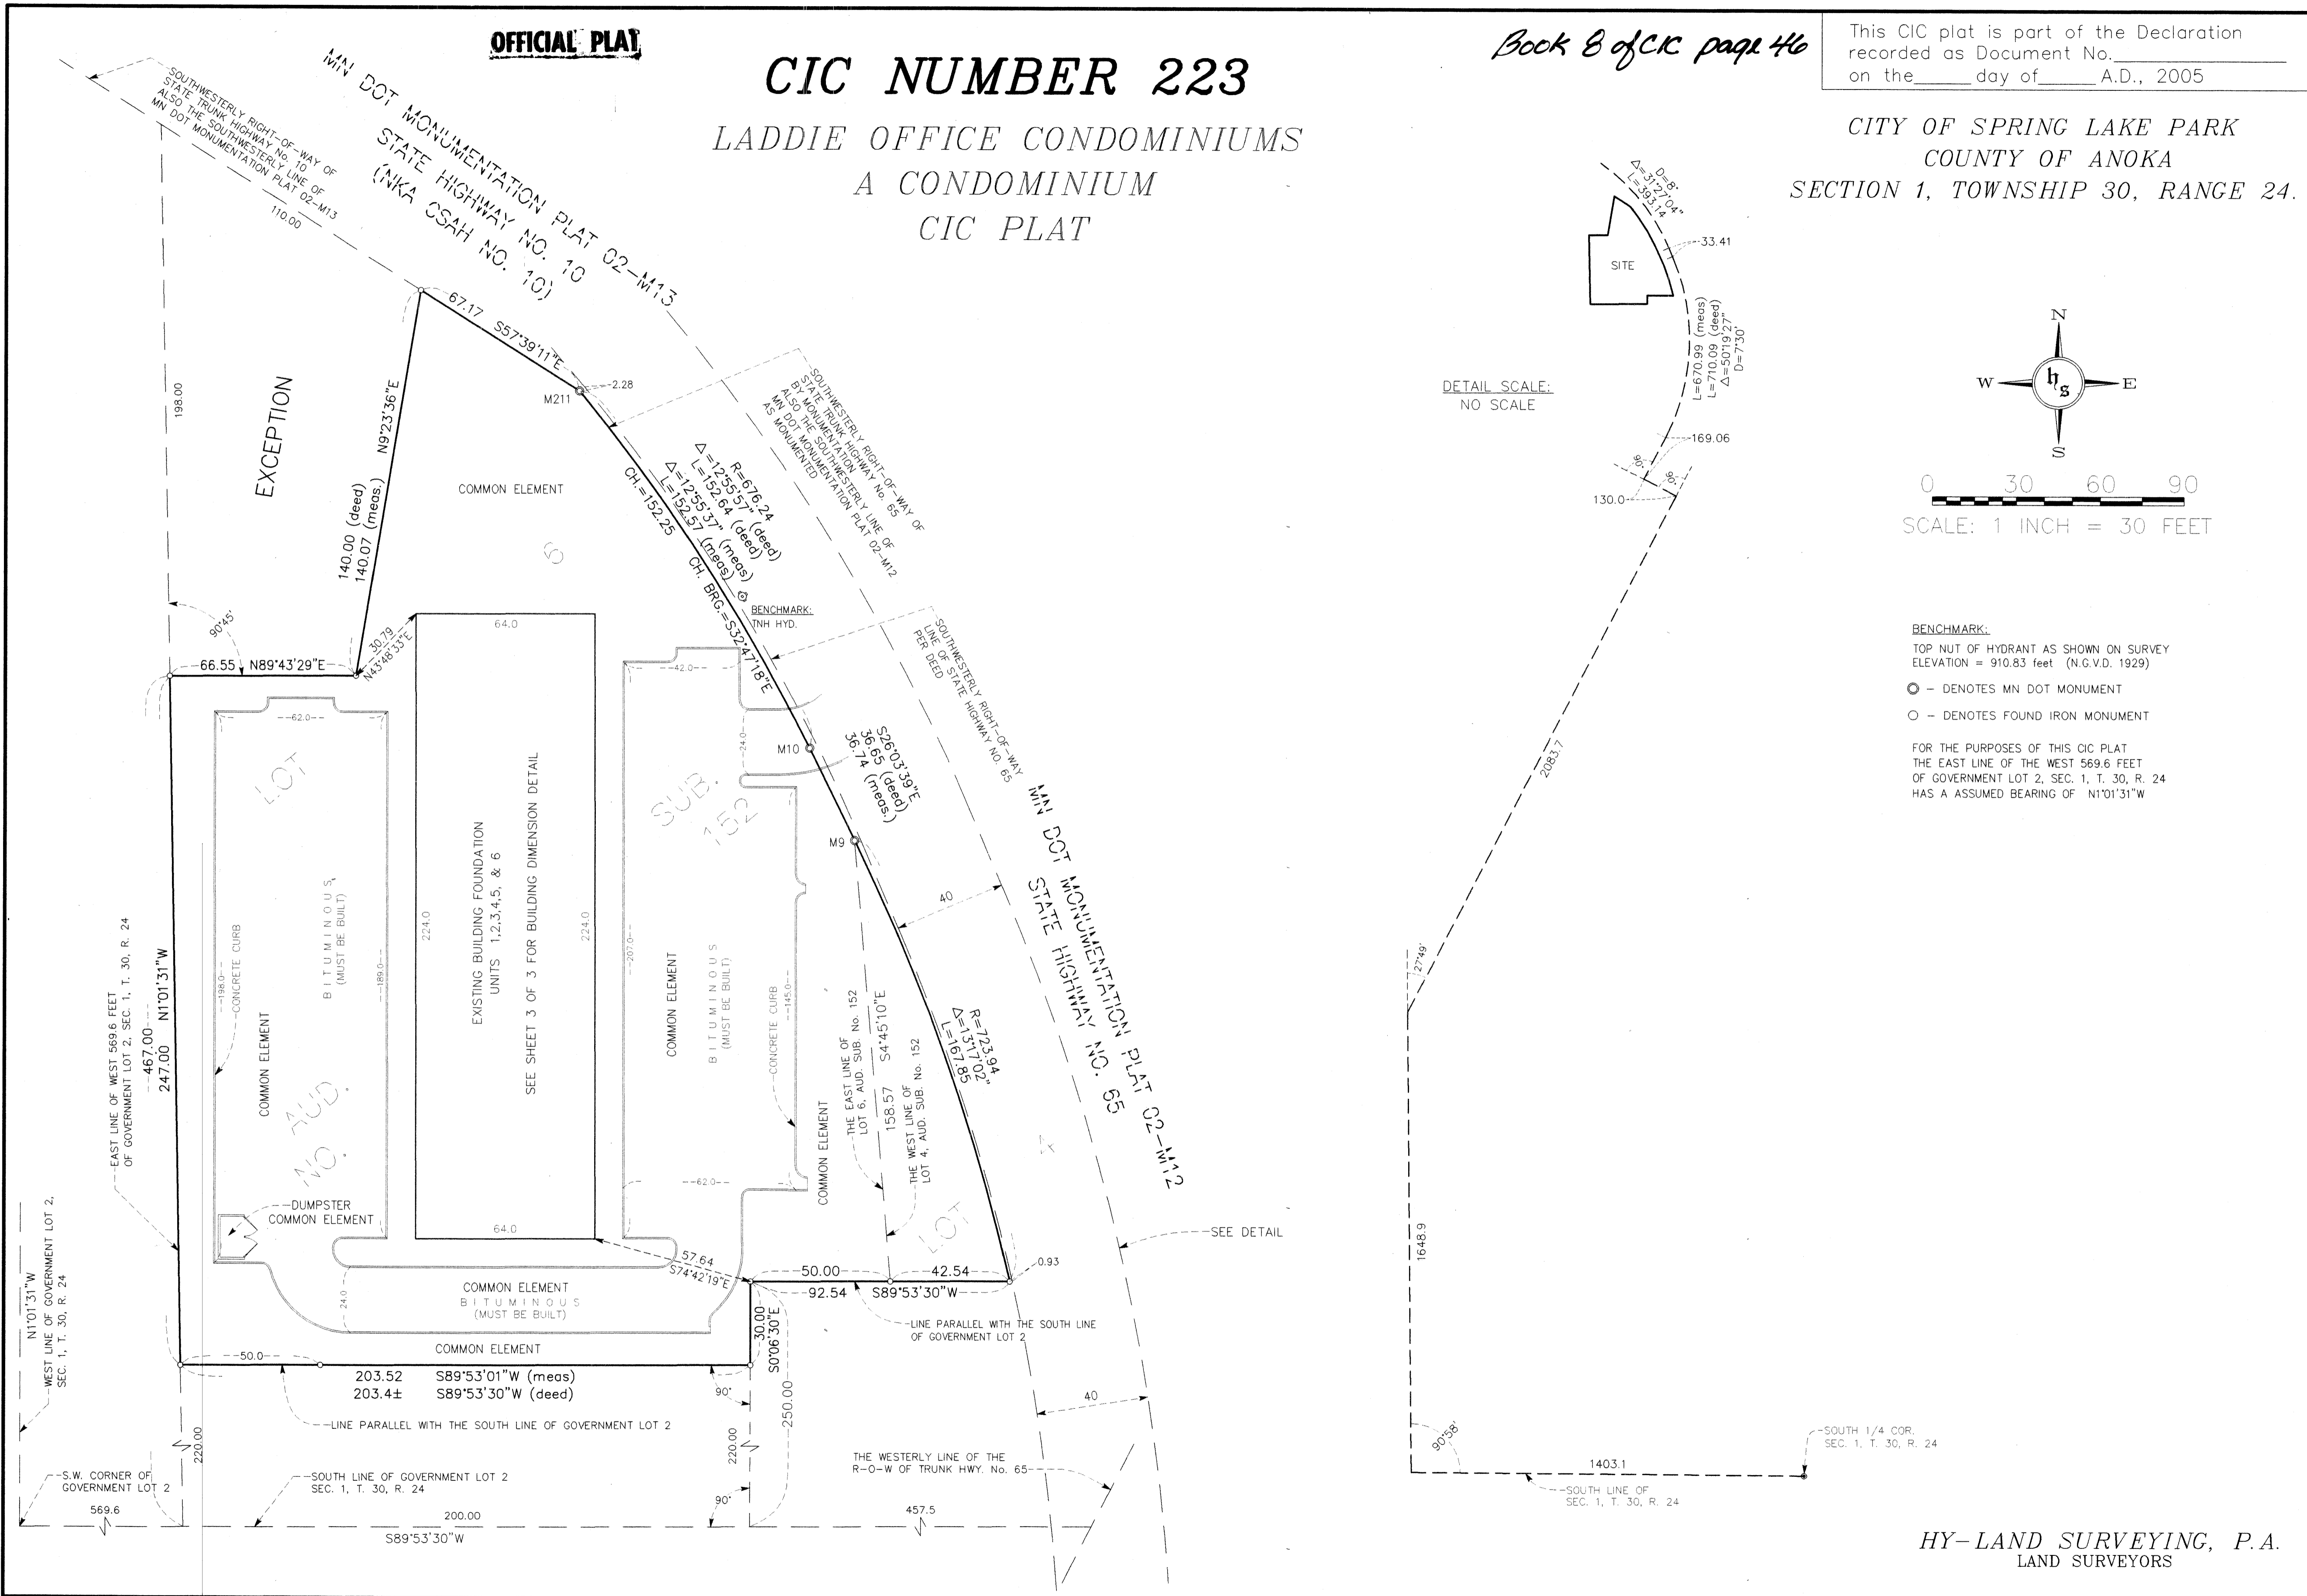 OFFICIAL PLAT
CIC NUMBER 223
LADDIE OFFICE CONDOMINIUMS
A CONDOMINIUM
CIC PLAT
Book 8 of CIC page 46
This CIC plat is part of the Declaration
recorded as Document No.
on the day of A.D., 2005
CITY OF SPRING LAKE PARK
COUNTY OF ANOKA
SECTION 1, TOWNSHIP 30, RANGE 24.
MN DOT MONUMENTATION PLAT 02-M13
STATE HIGHWAY NO. 10
(NKA CSAH NO. 10)
SOUTHWESTERLY RIGHT-OF-WAY OF
STATE TRUNK HIGHWAY No. 10
ALSO THE SOUTHWESTERLY LINE OF
MN DOT MONUMENTATION PLAT 02-M13
110.00
198.00
EXCEPTION
67.17 S57°39'11"E
M211
2.28
N9°23'36"E
140.00 (deed)
140.07 (meas.)
COMMON ELEMENT
6
CH.=152.25
CH. BRG.=S32°47'18"E
R=676.24
Δ=12°55'57" (deed)
L=152.64 (deed)
Δ=12°55'37" (meas)
L=152.57 (meas)
SOUTHWESTERLY RIGHT-OF-WAY OF
STATE TRUNK HIGHWAY No. 65
BY MONUMENTATION
ALSO THE SOUTHWESTERLY LINE OF
MN DOT MONUMENTATION PLAT 02-M12
AS MONUMENTED
BENCHMARK:
TNH HYD.
SOUTHWESTERLY RIGHT-OF-WAY
LINE OF STATE HIGHWAY NO. 65
PER DEED
90°45'
66.55 N89°43'29"E
30.79
N43°48'33"E
64.0
62.0
42.0
24.0
M10
S26°03'39"E
36.65 (deed)
36.74 (meas.)
M9
LOT
SUB.
152
EXISTING BUILDING FOUNDATION
UNITS 1,2,3,4,5, & 6
SEE SHEET 3 OF 3 FOR BUILDING DIMENSION DETAIL
224.0
224.0
207.0
BITUMINOUS
(MUST BE BUILT)
198.0
CONCRETE CURB
189.0
COMMON ELEMENT
COMMON ELEMENT
BITUMINOUS
(MUST BE BUILT)
CONCRETE CURB
145.0
COMMON ELEMENT
THE EAST LINE OF
LOT 6, AUD. SUB. No. 152
158.57 S4°45'10"E
THE WEST LINE OF
LOT 4, AUD. SUB. No. 152
R=723.94
Δ=13°17'02"
L=167.85
40
MN DOT MONUMENTATION PLAT 02-M12
STATE HIGHWAY NO. 65
4
LOT
EAST LINE OF WEST 569.6 FEET
OF GOVERNMENT LOT 2, SEC. 1, T. 30, R. 24
467.00
247.00 N1°01'31"W
AUD.
NO.
DUMPSTER
COMMON ELEMENT
64.0
62.0
57.64
S74°42'19"E
50.00
42.54
0.93
92.54 S89°53'30"W
SEE DETAIL
COMMON ELEMENT
BITUMINOUS
(MUST BE BUILT)
24.0
30.00
S0°06'30"E
LINE PARALLEL WITH THE SOUTH LINE
OF GOVERNMENT LOT 2
COMMON ELEMENT
50.0
203.52 S89°53'01"W (meas)
203.4± S89°53'30"W (deed)
90°
250.00
LINE PARALLEL WITH THE SOUTH LINE OF GOVERNMENT LOT 2
220.00
220.00
N1°01'31"W
WEST LINE OF GOVERNMENT LOT 2,
SEC. 1, T. 30, R. 24
S.W. CORNER OF
GOVERNMENT LOT 2
569.6
SOUTH LINE OF GOVERNMENT LOT 2
SEC. 1, T. 30, R. 24
200.00
S89°53'30"W
90°
THE WESTERLY LINE OF THE
R-O-W OF TRUNK HWY. No. 65
457.5
40
D=8°
Δ=31°27'04"
L=393.14
33.41
SITE
L=670.99 (meas)
L=710.09 (deed)
Δ=50°19'27"
D=7°30'
DETAIL SCALE:
NO SCALE
169.06
90°
90°
130.0
2083.7
27°49'
1648.9
90°58'
1403.1
SOUTH LINE OF
SEC. 1, T. 30, R. 24
SOUTH 1/4 COR.
SEC. 1, T. 30, R. 24
N
W
E
S
hs
0 30 60 90
SCALE: 1 INCH = 30 FEET
BENCHMARK:
TOP NUT OF HYDRANT AS SHOWN ON SURVEY
ELEVATION = 910.83 feet (N.G.V.D. 1929)
- DENOTES MN DOT MONUMENT
- DENOTES FOUND IRON MONUMENT
FOR THE PURPOSES OF THIS CIC PLAT
THE EAST LINE OF THE WEST 569.6 FEET
OF GOVERNMENT LOT 2, SEC. 1, T. 30, R. 24
HAS A ASSUMED BEARING OF N1°01'31"W
HY-LAND SURVEYING, P.A.
LAND SURVEYORS